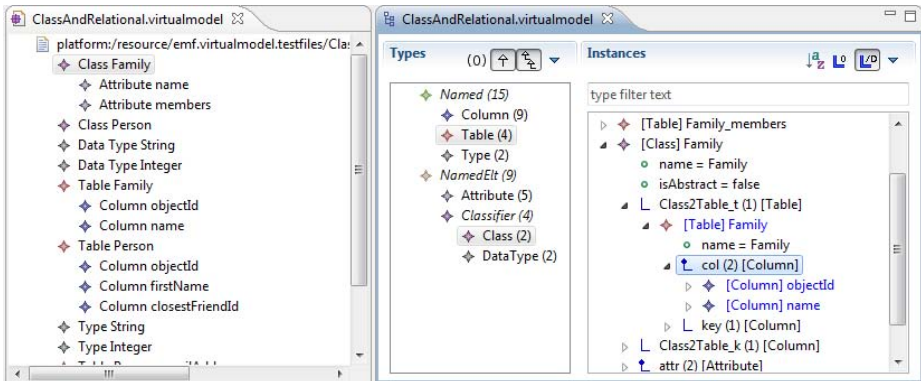 ClassAndRelational.virtualmodel
platform:/resource/emf.virtualmodel.testfiles/Clas
Class Family
Attribute name
Attribute members
Class Person
Data Type String
Data Type Integer
Table Family
Column objectId
Column name
Table Person
Column objectId
Column firstName
Column closestFriendId
Type String
Type Integer
ClassAndRelational.virtualmodel
Types
(0)
Named (15)
Column (9)
Table (4)
Type (2)
NamedElt (9)
Attribute (5)
Classifier (4)
Class (2)
DataType (2)
Instances
type filter text
[Table] Family_members
[Class] Family
name = Family
isAbstract = false
Class2Table_t (1) [Table]
[Table] Family
name = Family
col (2) [Column]
[Column] objectId
[Column] name
key (1) [Column]
Class2Table_k (1) [Column]
attr (2) [Attribute]